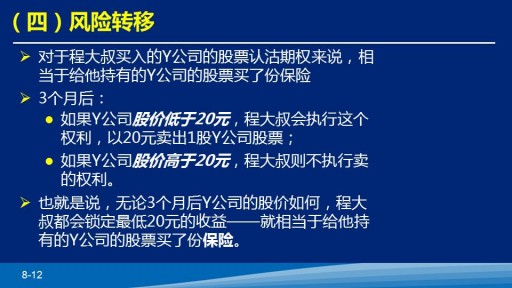 （四）风险转移
➢ 对于程大叔买入的Y公司的股票认沽期权来说，相
当于给他持有的Y公司的股票买了份保险
➢ 3个月后：
● 如果Y公司股价低于20元，程大叔会执行这个
权利，以20元卖出1股Y公司股票；
● 如果Y公司股价高于20元，程大叔则不执行卖
的权利。
➢ 也就是说，无论3个月后Y公司的股价如何，程大
叔都会锁定最低20元的收益——就相当于给他持
有的Y公司的股票买了份保险。
8-12